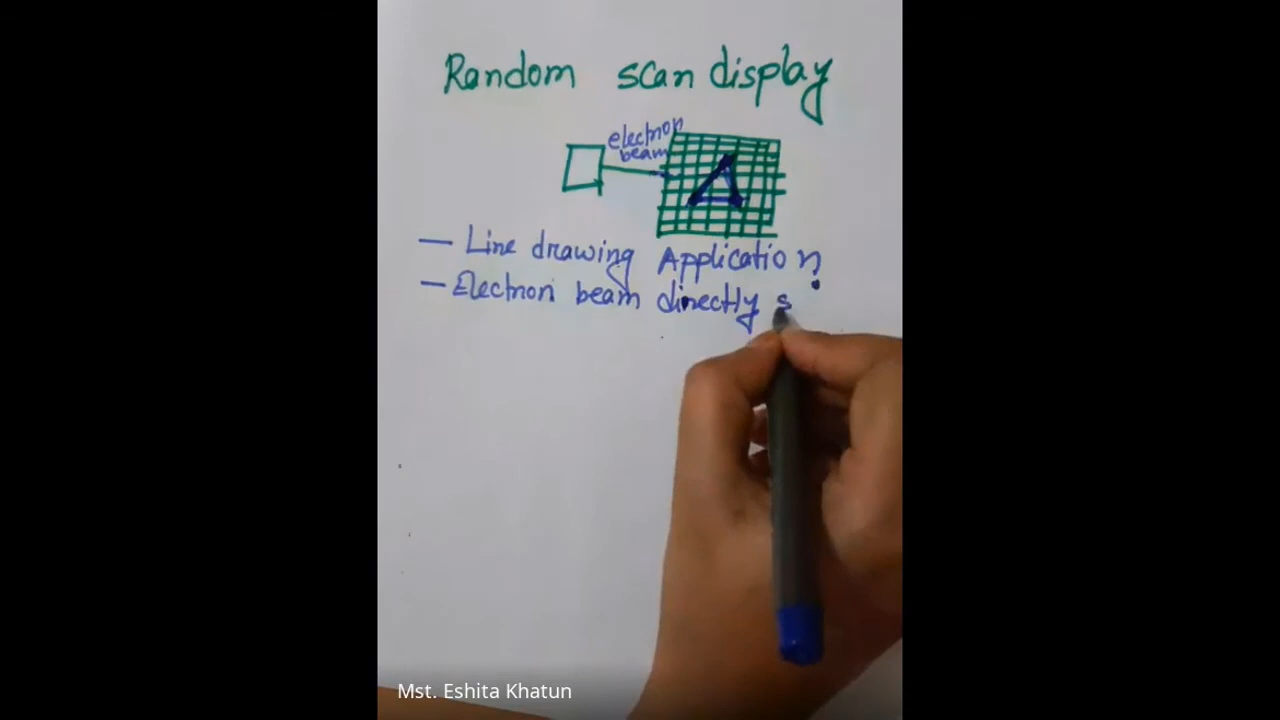 Random scan display
electron
beam
— Line drawing Application
— Electron beam directly s
Mst. Eshita Khatun